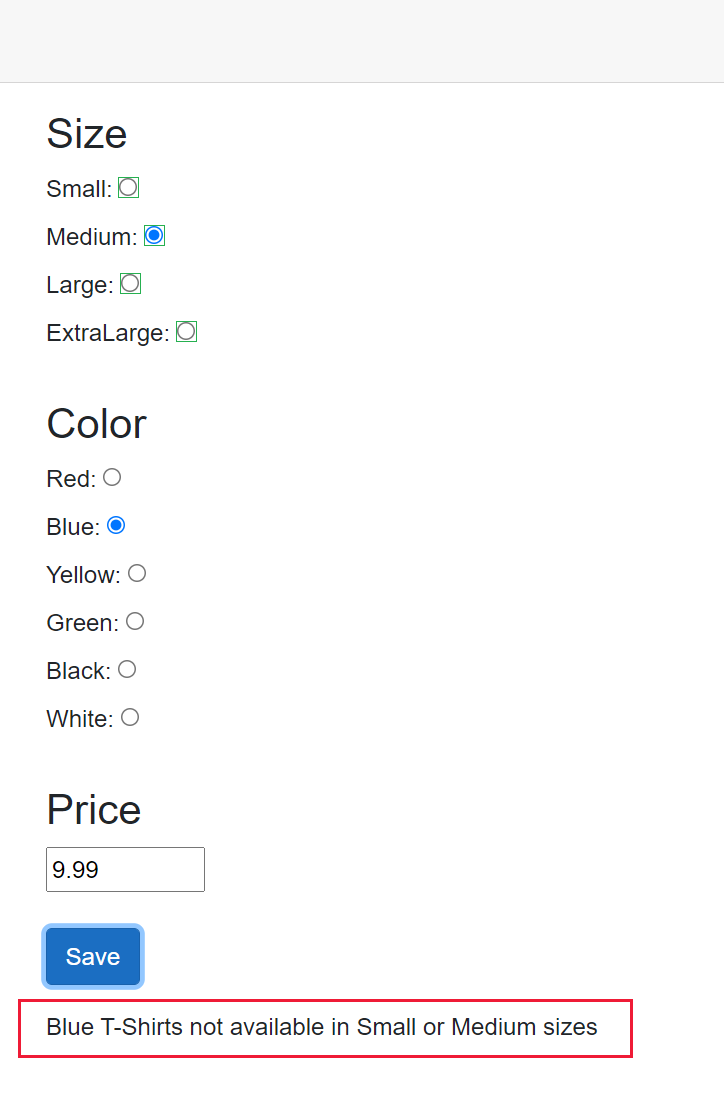 Size
Small:
Medium:
Large:
ExtraLarge:
Color
Red:
Blue:
Yellow:
Green:
Black:
White:
Price
9.99
Save
Blue T-Shirts not available in Small or Medium sizes